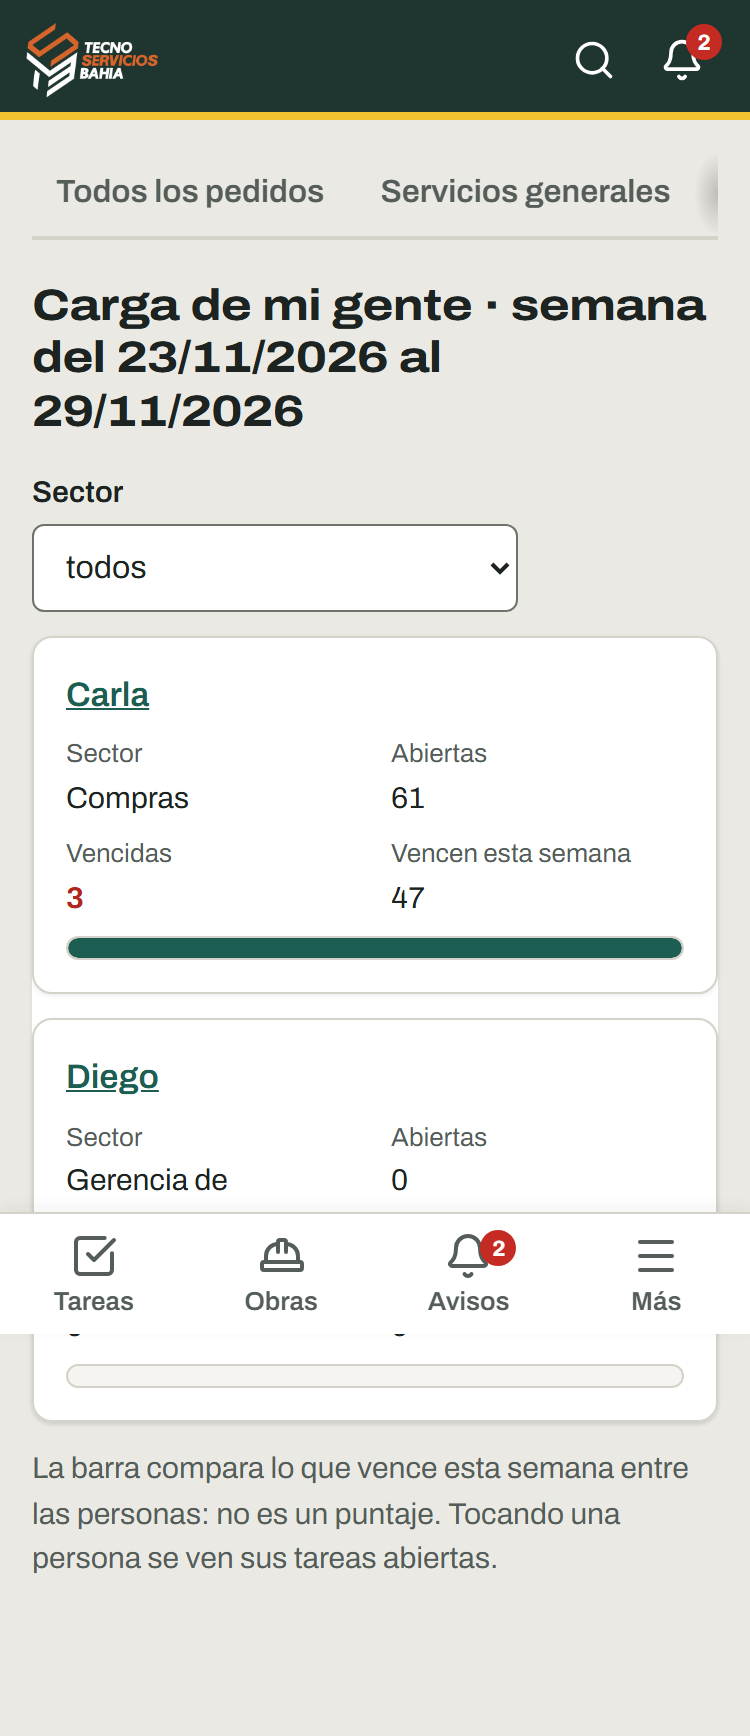 TECNO
SERVICIOS
BAHIA
2
Todos los pedidos
Servicios generales
Carga de mi gente · semana
del 23/11/2026 al
29/11/2026
Sector
todos
Carla
Sector
Abiertas
Compras
61
Vencidas
Vencen esta semana
3
47
Diego
Sector
Abiertas
Gerencia de
0
2
Tareas
Obras
Avisos
Más
La barra compara lo que vence esta semana entre
las personas: no es un puntaje. Tocando una
persona se ven sus tareas abiertas.